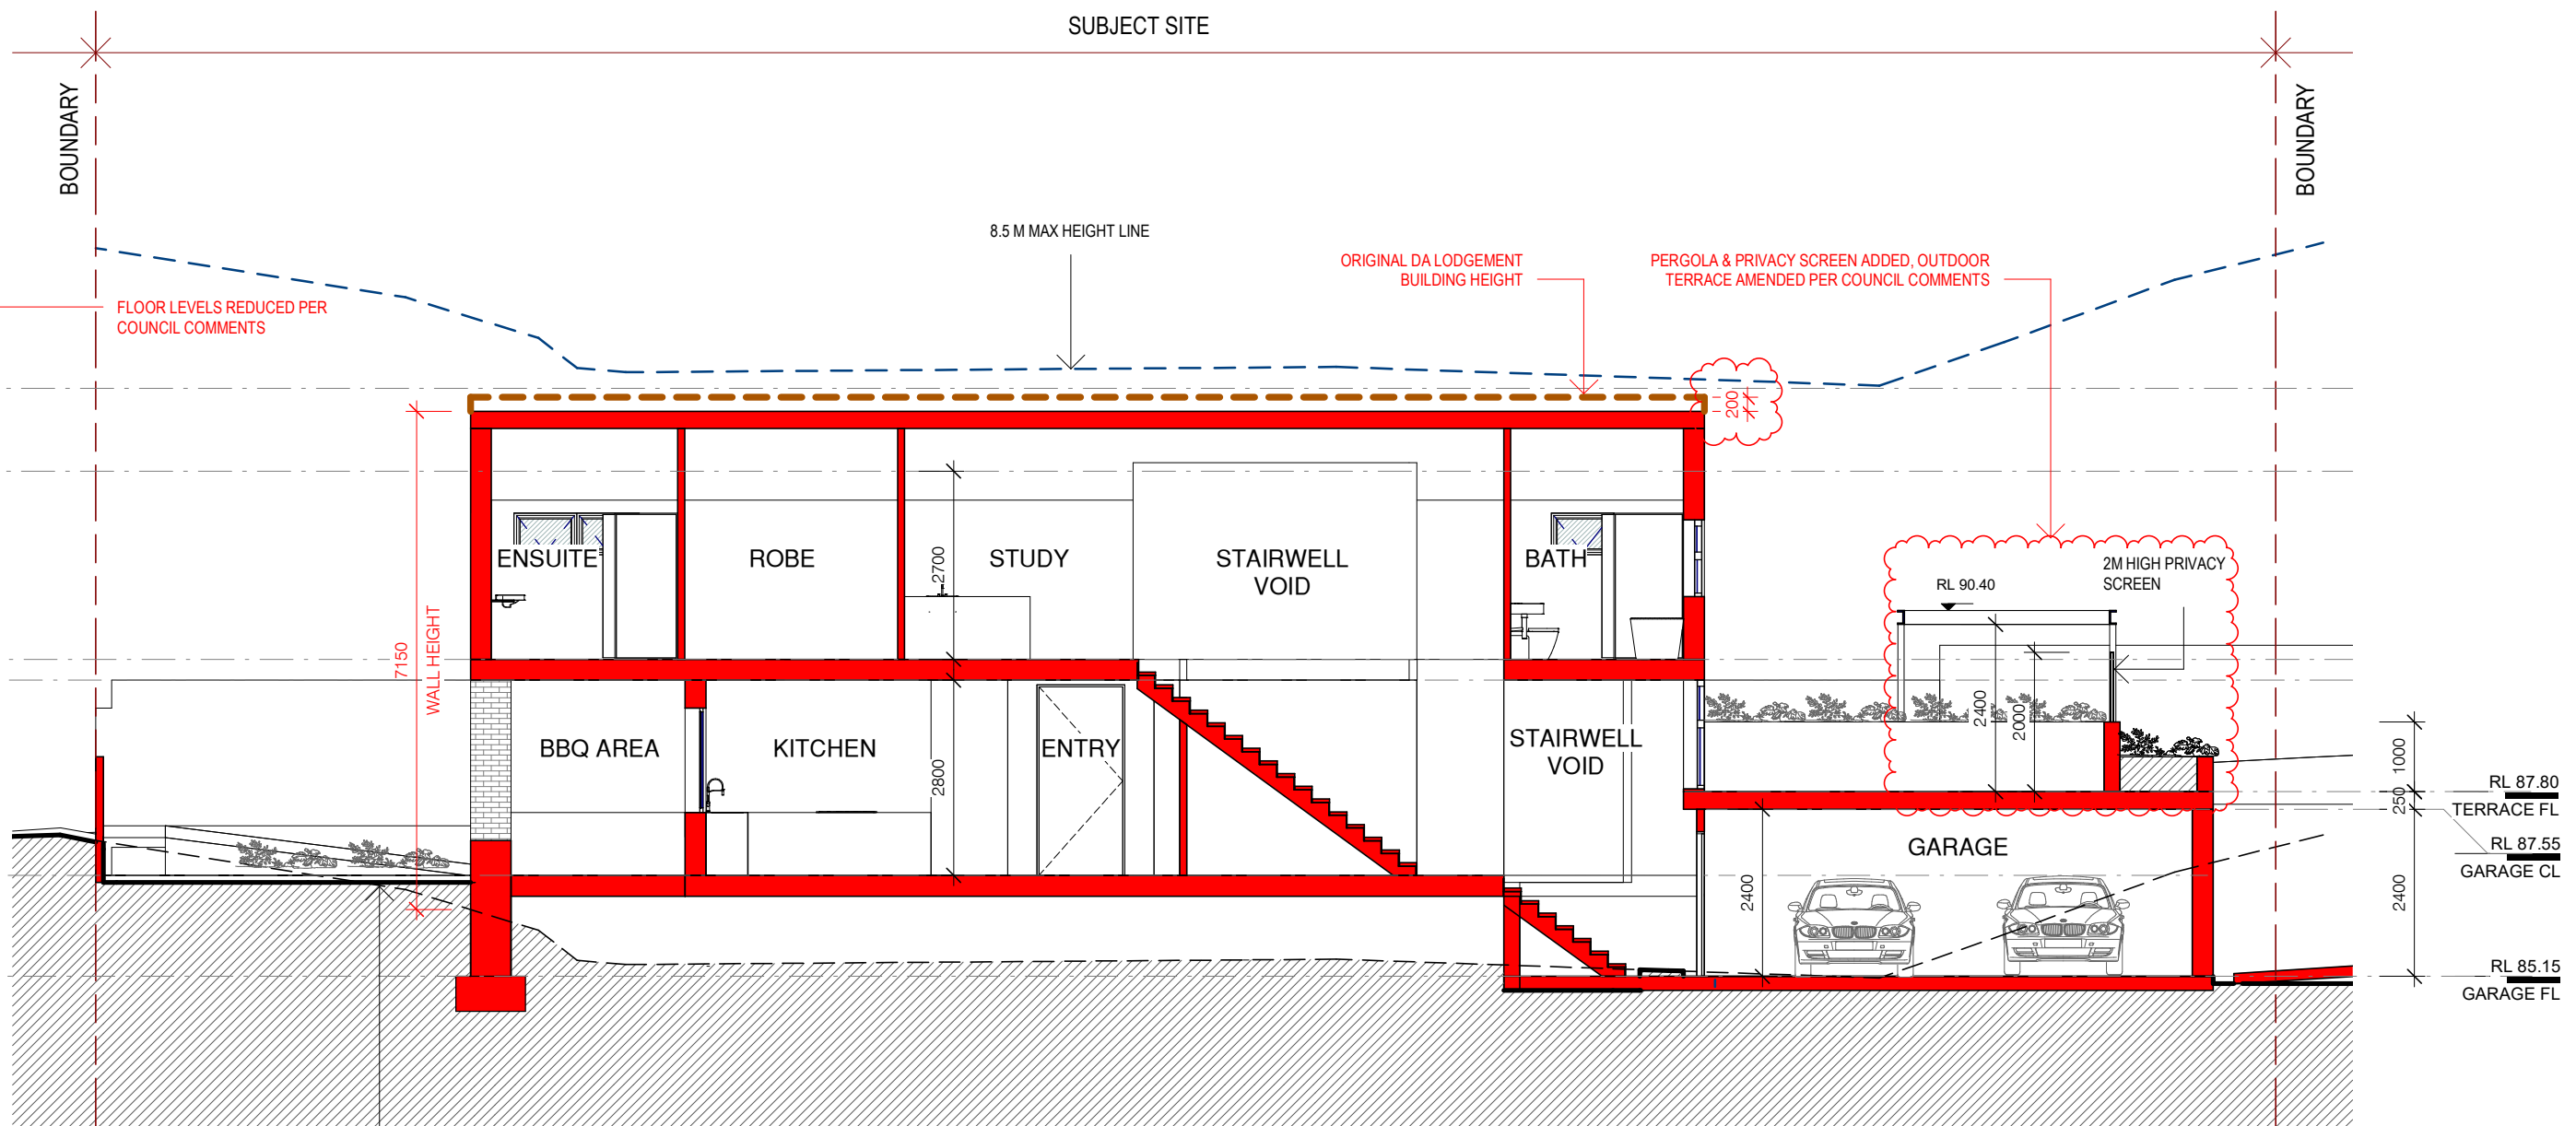 SUBJECT SITE
BOUNDARY
BOUNDARY
8.5 M MAX HEIGHT LINE
ORIGINAL DA LODGEMENT
BUILDING HEIGHT
PERGOLA & PRIVACY SCREEN ADDED, OUTDOOR
TERRACE AMENDED PER COUNCIL COMMENTS
FLOOR LEVELS REDUCED PER
COUNCIL COMMENTS
200
ENSUITE
ROBE
STUDY
2700
STAIRWELL
VOID
BATH
2M HIGH PRIVACY
SCREEN
RL 90.40
7150
WALL HEIGHT
BBQ AREA
KITCHEN
2800
ENTRY
STAIRWELL
VOID
2400
2000
1000
250
2400
RL 87.80
TERRACE FL
GARAGE
2400
RL 87.55
GARAGE CL
RL 85.15
GARAGE FL